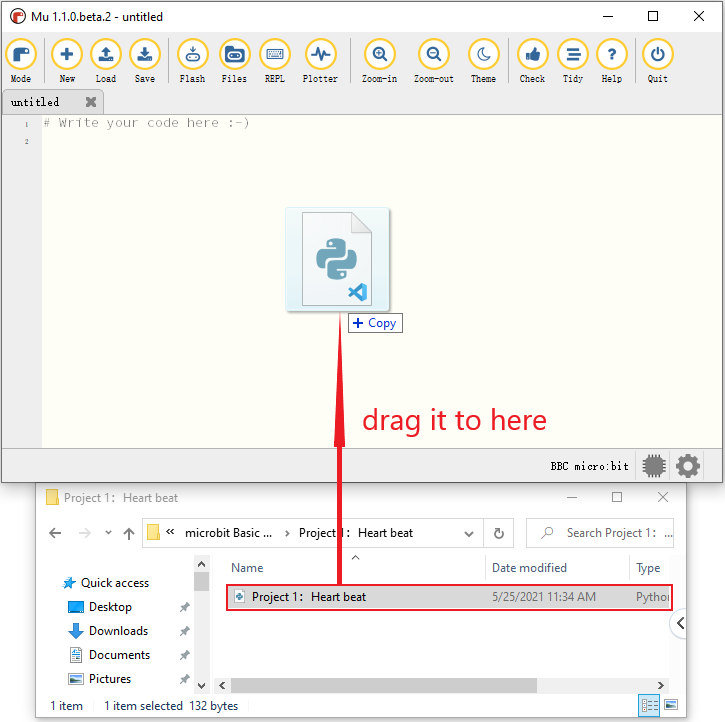 Mu 1.1.0.beta.2 - untitled
Mode New Load Save Flash Files REPL Plotter Zoom-in Zoom-out Theme Check Tidy Help Quit
untitled
1 # Write your code here :-)
2
+ Copy
drag it to here
BBC micro:bit
Project 1：Heart beat
« microbit Basic ... › Project 1：Heart beat
Search Project 1： ...
Name Date modified Type
Quick access
Project 1：Heart beat 5/25/2021 11:34 AM Pytho
Desktop
Downloads
Documents
Pictures
1 item 1 item selected 132 bytes